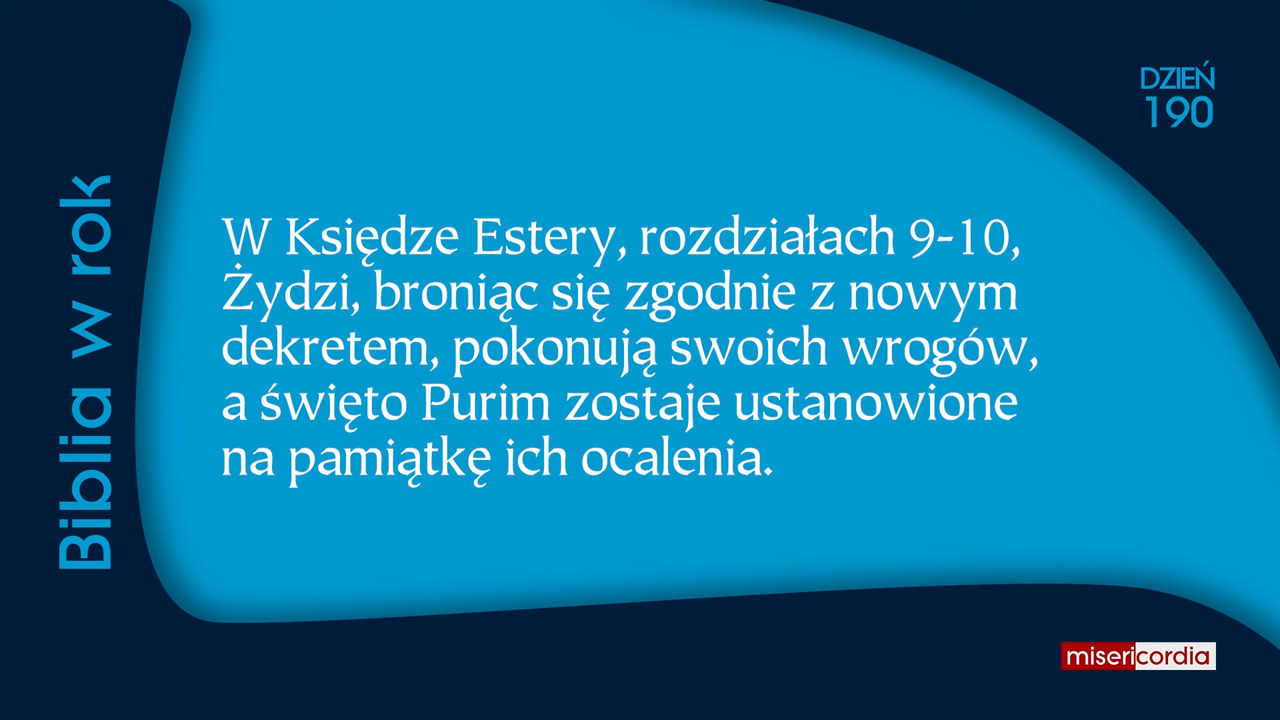 DZIEŃ
190
Biblia w rok
W Księdze Estery, rozdziałach 9-10,
Żydzi, broniąc się zgodnie z nowym
dekretem, pokonują swoich wrogów,
a święto Purim zostaje ustanowione
na pamiątkę ich ocalenia.
misericordia